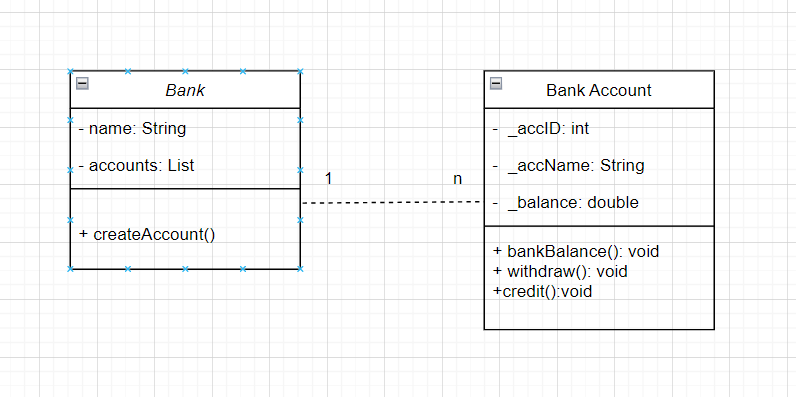 Bank
- name: String
- accounts: List
+ createAccount()
1
n
Bank Account
- _accID: int
- _accName: String
- _balance: double
+ bankBalance(): void
+ withdraw(): void
+credit():void